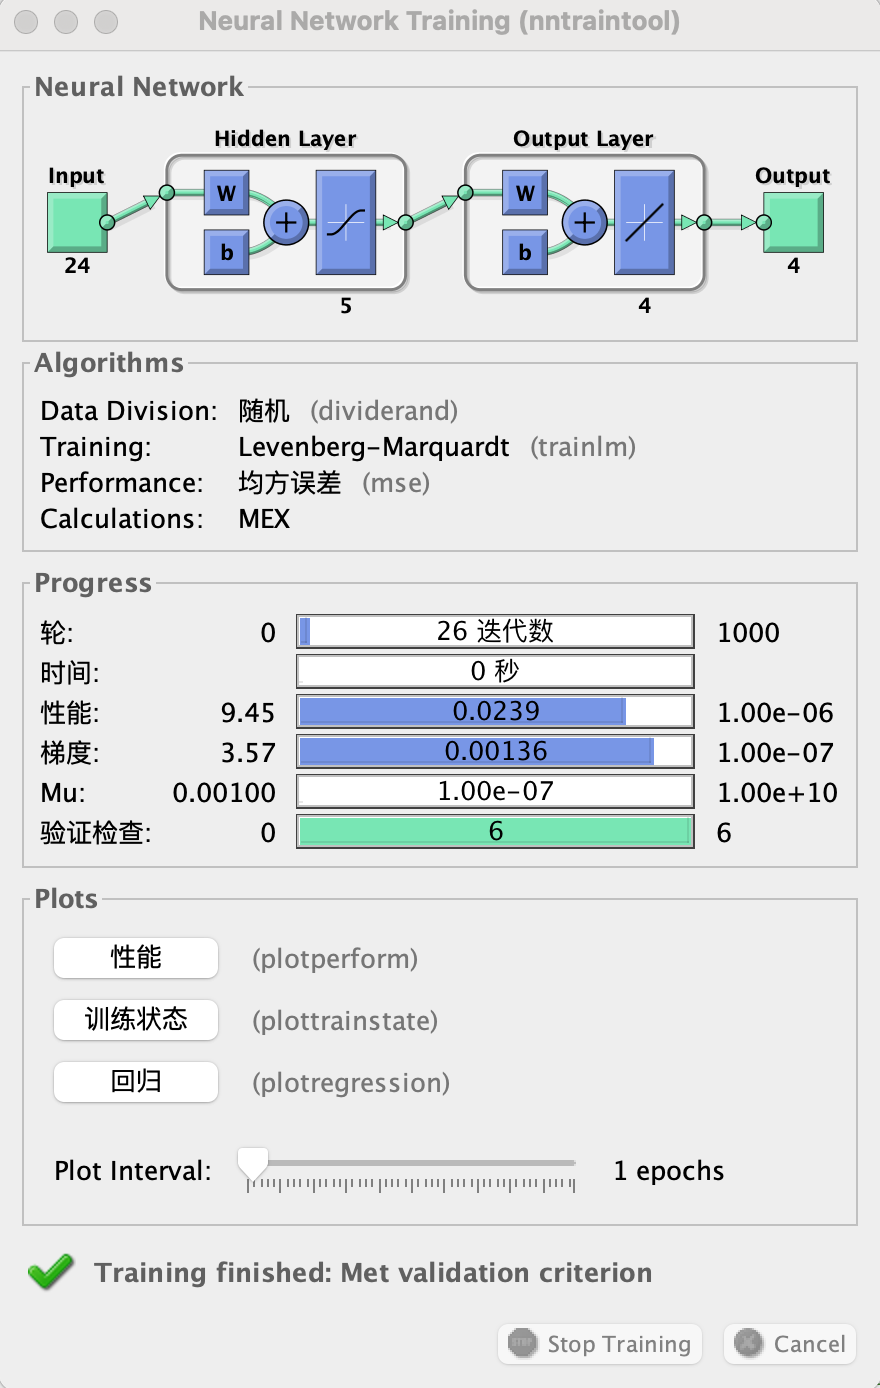 Neural Network Training (nntraintool)
Neural Network
Hidden Layer
Output Layer
Input
Output
W
b
W
b
24
4
5
4
Algorithms
Data Division: 随机 (dividerand)
Training: Levenberg-Marquardt (trainlm)
Performance: 均方误差 (mse)
Calculations: MEX
Progress
轮: 0 26 迭代数 1000
时间: 0 秒
性能: 9.45 0.0239 1.00e-06
梯度: 3.57 0.00136 1.00e-07
Mu: 0.00100 1.00e-07 1.00e+10
验证检查: 0 6 6
Plots
性能 (plotperform)
训练状态 (plottrainstate)
回归 (plotregression)
Plot Interval: 1 epochs
Training finished: Met validation criterion
STOP Stop Training Cancel